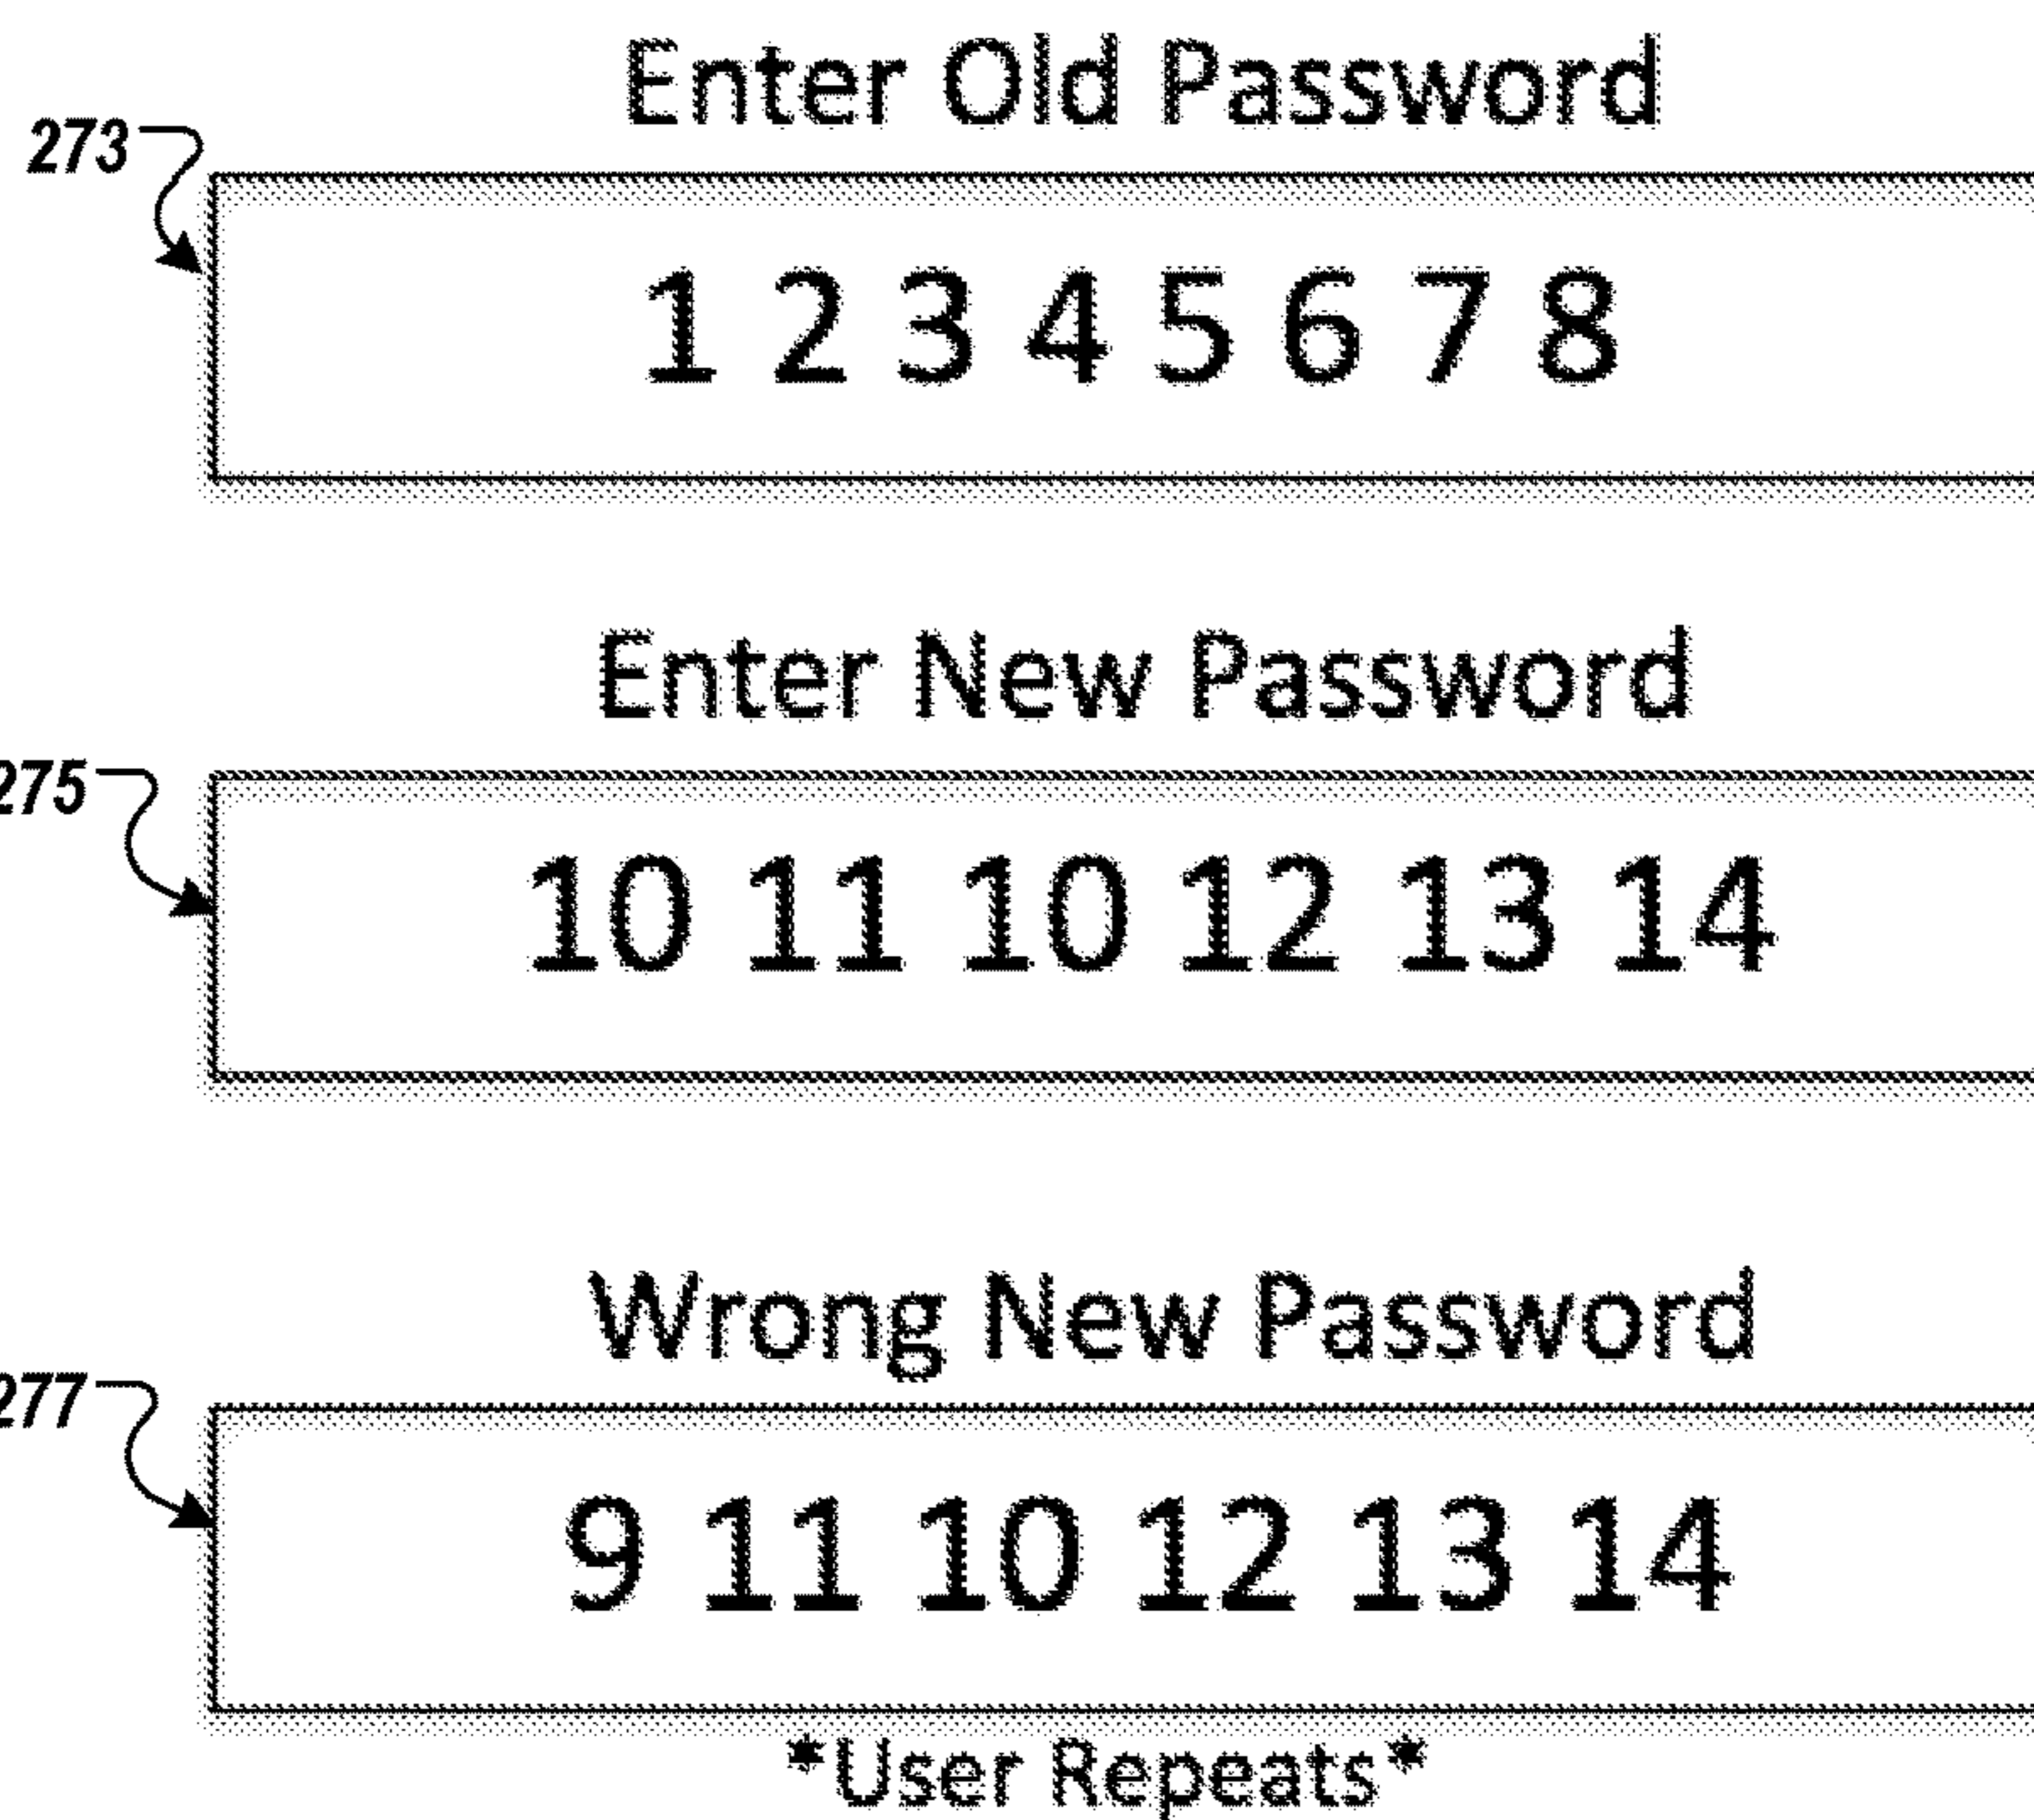 Enter Old Password
273
1 2 3 4 5 6 7 8
Enter New Password
275
10 11 10 12 13 14
Wrong New Password
277
9 11 10 12 13 14
*User Repeats*